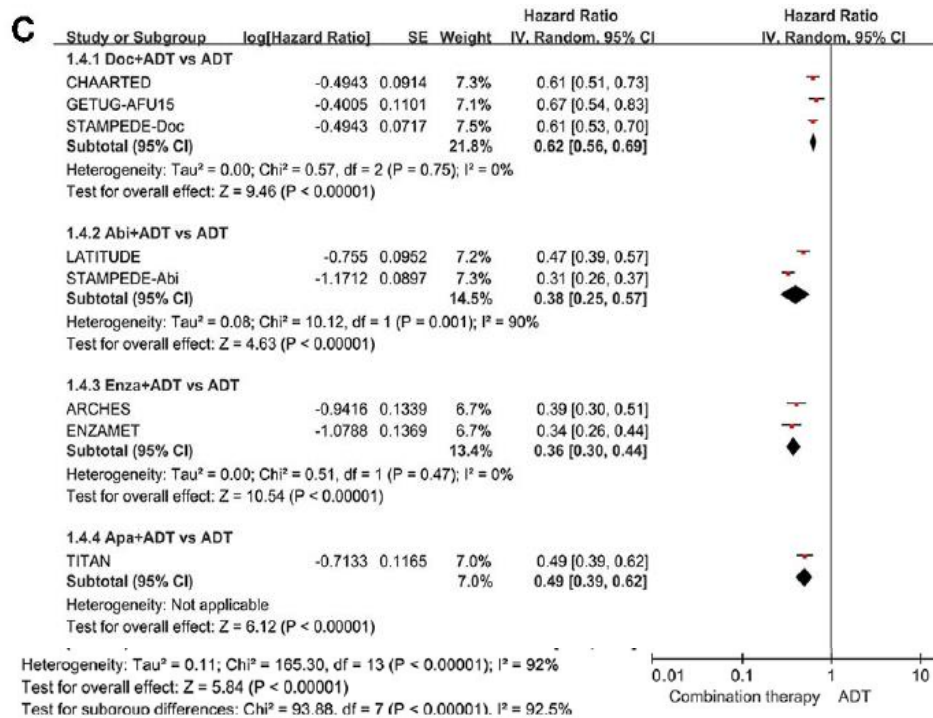 C
Hazard Ratio Hazard Ratio
Study or Subgroup log[Hazard Ratio] SE Weight IV, Random, 95% CI IV, Random, 95% CI
1.4.1 Doc+ADT vs ADT
CHAARTED -0.4943 0.0914 7.3% 0.61 [0.51, 0.73]
GETUG-AFU15 -0.4005 0.1101 7.1% 0.67 [0.54, 0.83]
STAMPEDE-Doc -0.4943 0.0717 7.5% 0.61 [0.53, 0.70]
Subtotal (95% CI) 21.8% 0.62 [0.56, 0.69]
Heterogeneity: Tau² = 0.00; Chi² = 0.57, df = 2 (P = 0.75); I² = 0%
Test for overall effect: Z = 9.46 (P < 0.00001)
1.4.2 Abi+ADT vs ADT
LATITUDE -0.755 0.0952 7.2% 0.47 [0.39, 0.57]
STAMPEDE-Abi -1.1712 0.0897 7.3% 0.31 [0.26, 0.37]
Subtotal (95% CI) 14.5% 0.38 [0.25, 0.57]
Heterogeneity: Tau² = 0.08; Chi² = 10.12, df = 1 (P = 0.001); I² = 90%
Test for overall effect: Z = 4.63 (P < 0.00001)
1.4.3 Enza+ADT vs ADT
ARCHES -0.9416 0.1339 6.7% 0.39 [0.30, 0.51]
ENZAMET -1.0788 0.1369 6.7% 0.34 [0.26, 0.44]
Subtotal (95% CI) 13.4% 0.36 [0.30, 0.44]
Heterogeneity: Tau² = 0.00; Chi² = 0.51, df = 1 (P = 0.47); I² = 0%
Test for overall effect: Z = 10.54 (P < 0.00001)
1.4.4 Apa+ADT vs ADT
TITAN -0.7133 0.1165 7.0% 0.49 [0.39, 0.62]
Subtotal (95% CI) 7.0% 0.49 [0.39, 0.62]
Heterogeneity: Not applicable
Test for overall effect: Z = 6.12 (P < 0.00001)
Heterogeneity: Tau² = 0.11; Chi² = 165.30, df = 13 (P < 0.00001); I² = 92%
Test for overall effect: Z = 5.84 (P < 0.00001)
Test for subgroup differences: Chi² = 93.88, df = 7 (P < 0.00001), I² = 92.5%
0.01 0.1 1 10
Combination therapy ADT